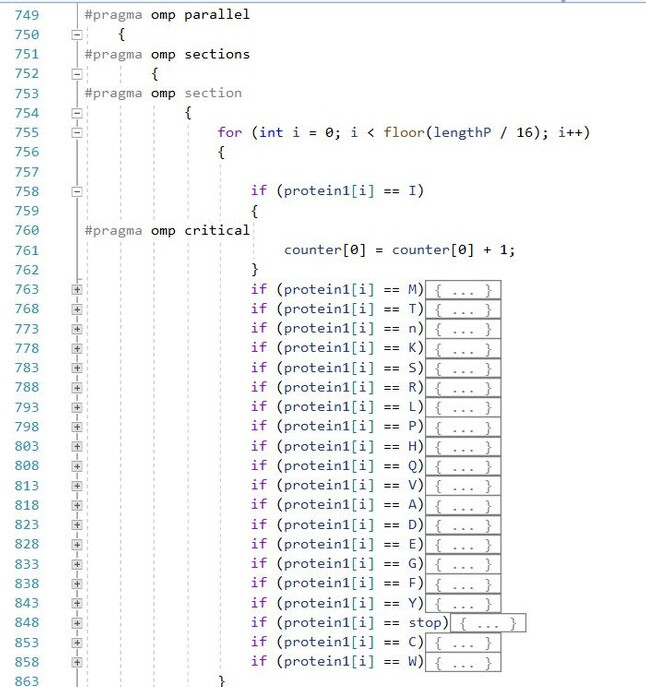 749 #pragma omp parallel
750 {
751 #pragma omp sections
752 {
753 #pragma omp section
754 {
755 for (int i = 0; i < floor(lengthP / 16); i++)
756 {
757
758 if (protein1[i] == I)
759 {
760 #pragma omp critical
761 counter[0] = counter[0] + 1;
762 }
763 if (protein1[i] == M){ ... }
768 if (protein1[i] == T){ ... }
773 if (protein1[i] == n){ ... }
778 if (protein1[i] == K){ ... }
783 if (protein1[i] == S){ ... }
788 if (protein1[i] == R){ ... }
793 if (protein1[i] == L){ ... }
798 if (protein1[i] == P){ ... }
803 if (protein1[i] == H){ ... }
808 if (protein1[i] == Q){ ... }
813 if (protein1[i] == V){ ... }
818 if (protein1[i] == A){ ... }
823 if (protein1[i] == D){ ... }
828 if (protein1[i] == E){ ... }
833 if (protein1[i] == G){ ... }
838 if (protein1[i] == F){ ... }
843 if (protein1[i] == Y){ ... }
848 if (protein1[i] == stop){ ... }
853 if (protein1[i] == C){ ... }
858 if (protein1[i] == W){ ... }
863 }